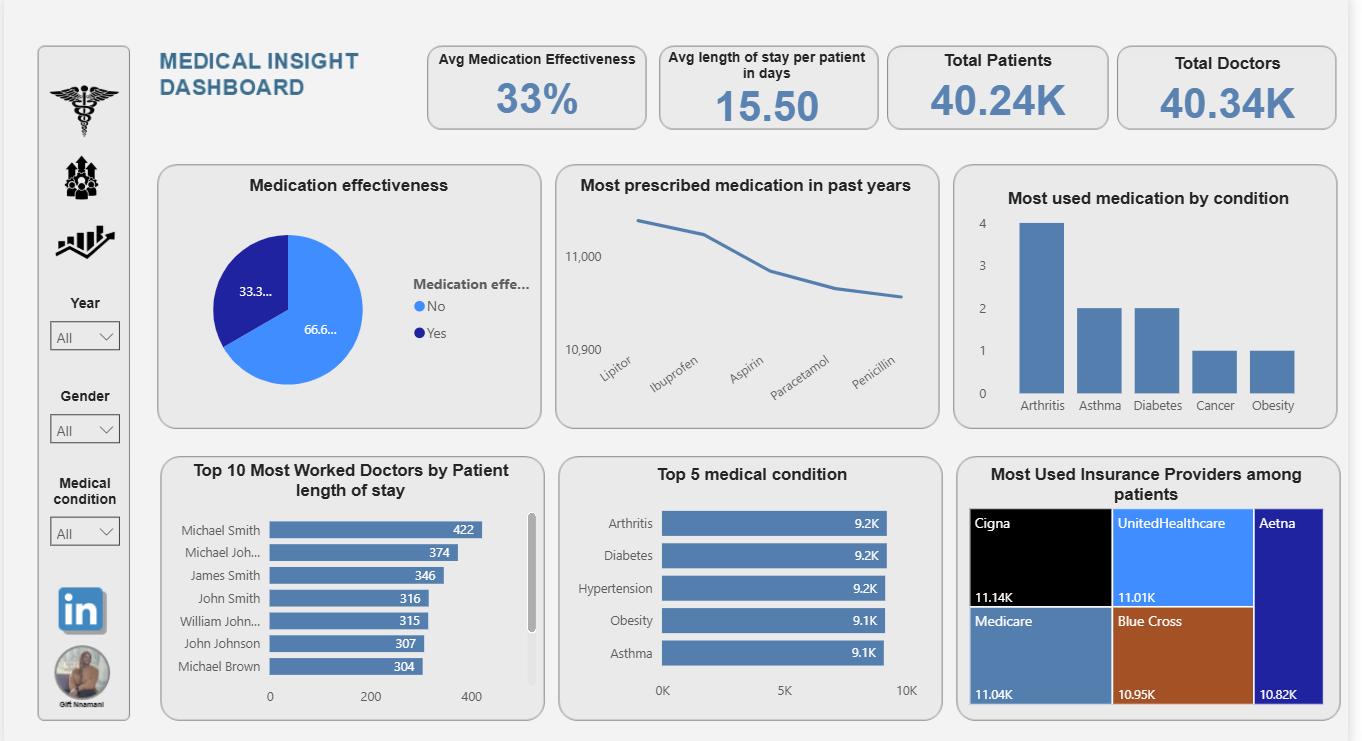 MEDICAL INSIGHT
DASHBOARD
Avg Medication Effectiveness
33%
Avg length of stay per patient
in days
15.50
Total Patients
40.24K
Total Doctors
40.34K
Year
All
Gender
All
Medical
condition
All
in
Gift Nnamani
Medication effectiveness
33.3...
66.6...
Medication effe...
No
Yes
Most prescribed medication in past years
11,000
10,900
Lipitor
Ibuprofen
Aspirin
Paracetamol
Penicillin
Most used medication by condition
4
3
2
1
0
Arthritis
Asthma
Diabetes
Cancer
Obesity
Top 10 Most Worked Doctors by Patient
length of stay
Michael Smith 422
Michael Joh... 374
James Smith 346
John Smith 316
William John... 315
John Johnson 307
Michael Brown 304
0 200 400
Top 5 medical condition
Arthritis 9.2K
Diabetes 9.2K
Hypertension 9.2K
Obesity 9.1K
Asthma 9.1K
0K 5K 10K
Most Used Insurance Providers among
patients
Cigna
11.14K
UnitedHealthcare
11.01K
Aetna
10.82K
Medicare
11.04K
Blue Cross
10.95K